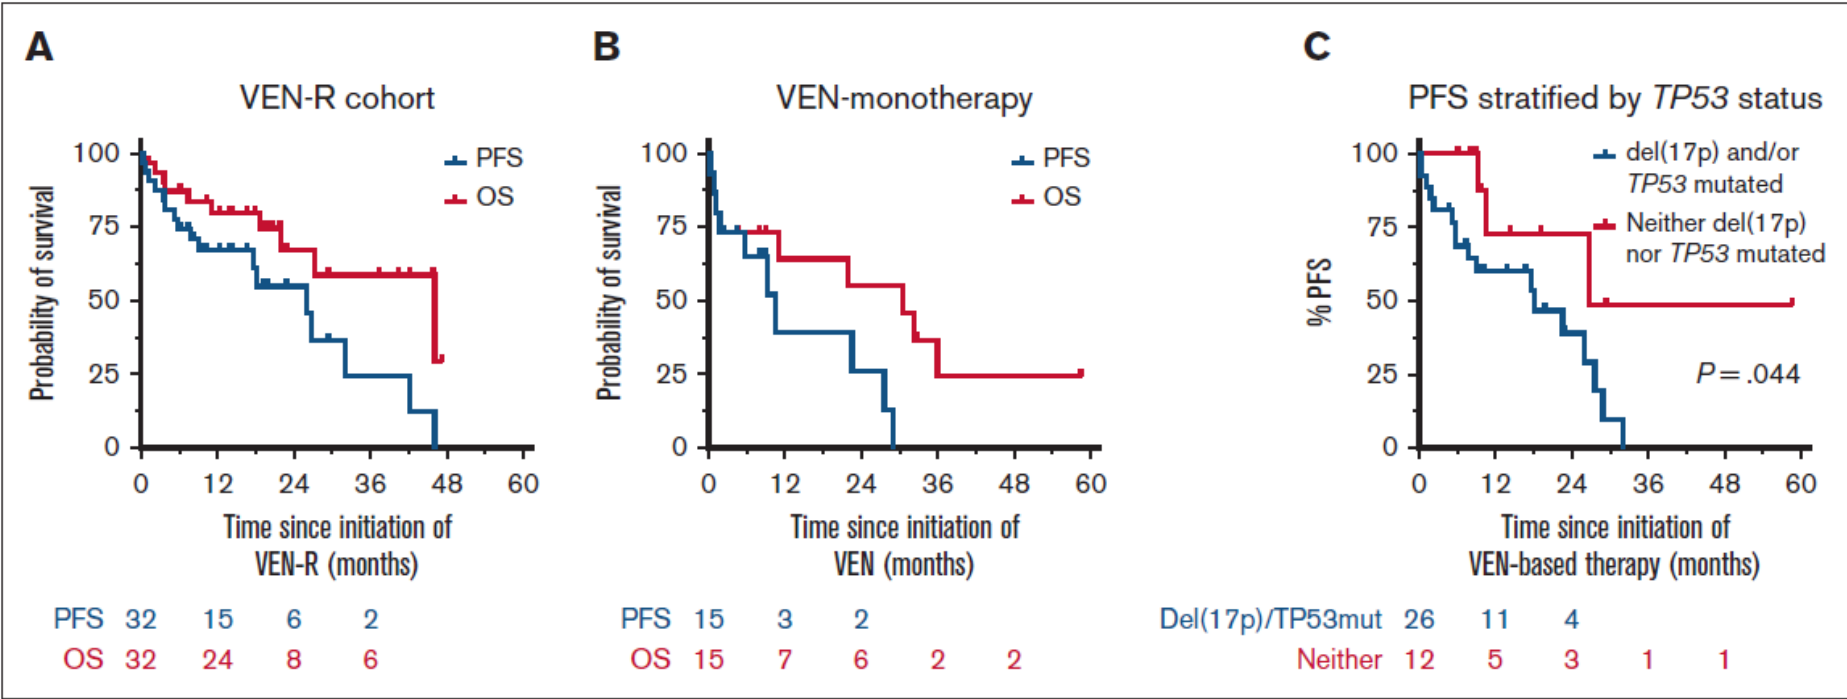 A
VEN-R cohort
Probability of survival
100
75
50
25
0
0 12 24 36 48 60
PFS
OS
Time since initiation of
VEN-R (months)
PFS 32 15 6 2
OS 32 24 8 6
B
VEN-monotherapy
Probability of survival
100
75
50
25
0
0 12 24 36 48 60
PFS
OS
Time since initiation of
VEN (months)
PFS 15 3 2
OS 15 7 6 2 2
C
PFS stratified by TP53 status
% PFS
100
75
50
25
0
0 12 24 36 48 60
del(17p) and/or
TP53 mutated
Neither del(17p)
nor TP53 mutated
P = .044
Time since initiation of
VEN-based therapy (months)
Del(17p)/TP53mut 26 11 4
Neither 12 5 3 1 1